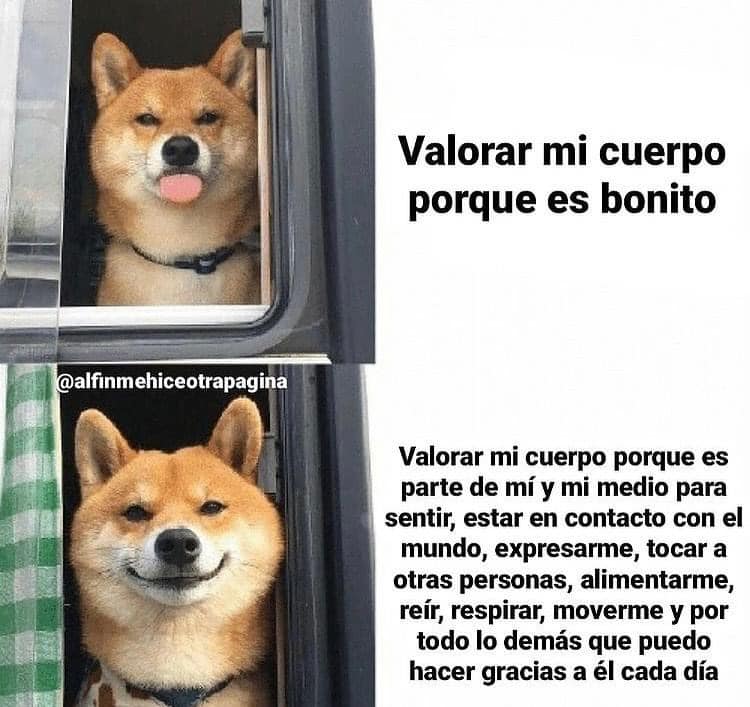 Valorar mi cuerpo
porque es bonito
@alfinmehiceotrapagina
Valorar mi cuerpo porque es
parte de mí y mi medio para
sentir, estar en contacto con el
mundo, expresarme, tocar a
otras personas, alimentarme,
reír, respirar, moverme y por
todo lo demás que puedo
hacer gracias a él cada día